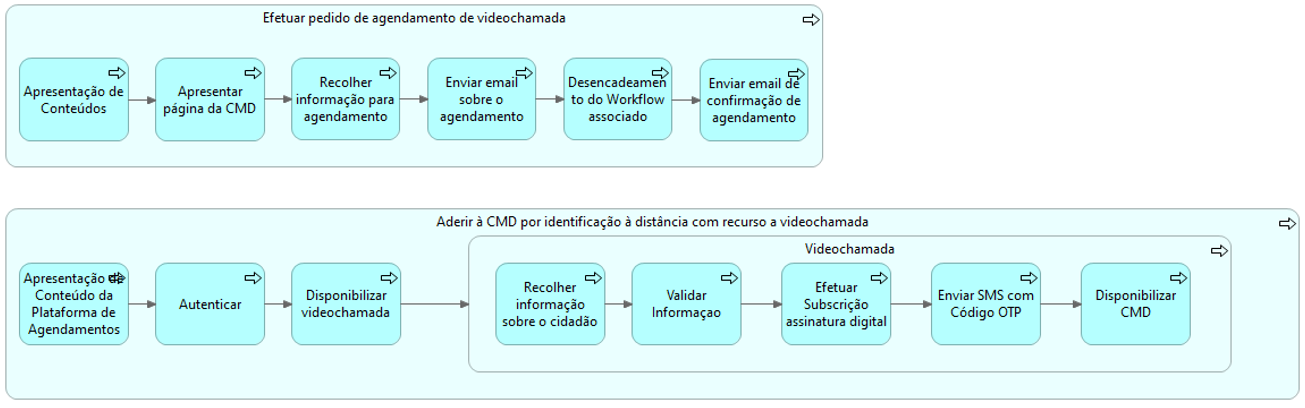 Efetuar pedido de agendamento de videochamada
Apresentação de
Conteúdos
Apresentar
página da CMD
Recolher
informação para
agendamento
Enviar email
sobre o
agendamento
Desencadeamen
to do Workflow
associado
Enviar email de
confirmação de
agendamento
Aderir à CMD por identificação à distância com recurso a videochamada
Apresentação de
Conteúdo da
Plataforma de
Agendamentos
Autenticar
Disponibilizar
videochamada
Videochamada
Recolher
informação
sobre o cidadão
Validar
Informaçao
Efetuar
Subscrição
assinatura digital
Enviar SMS com
Código OTP
Disponibilizar
CMD